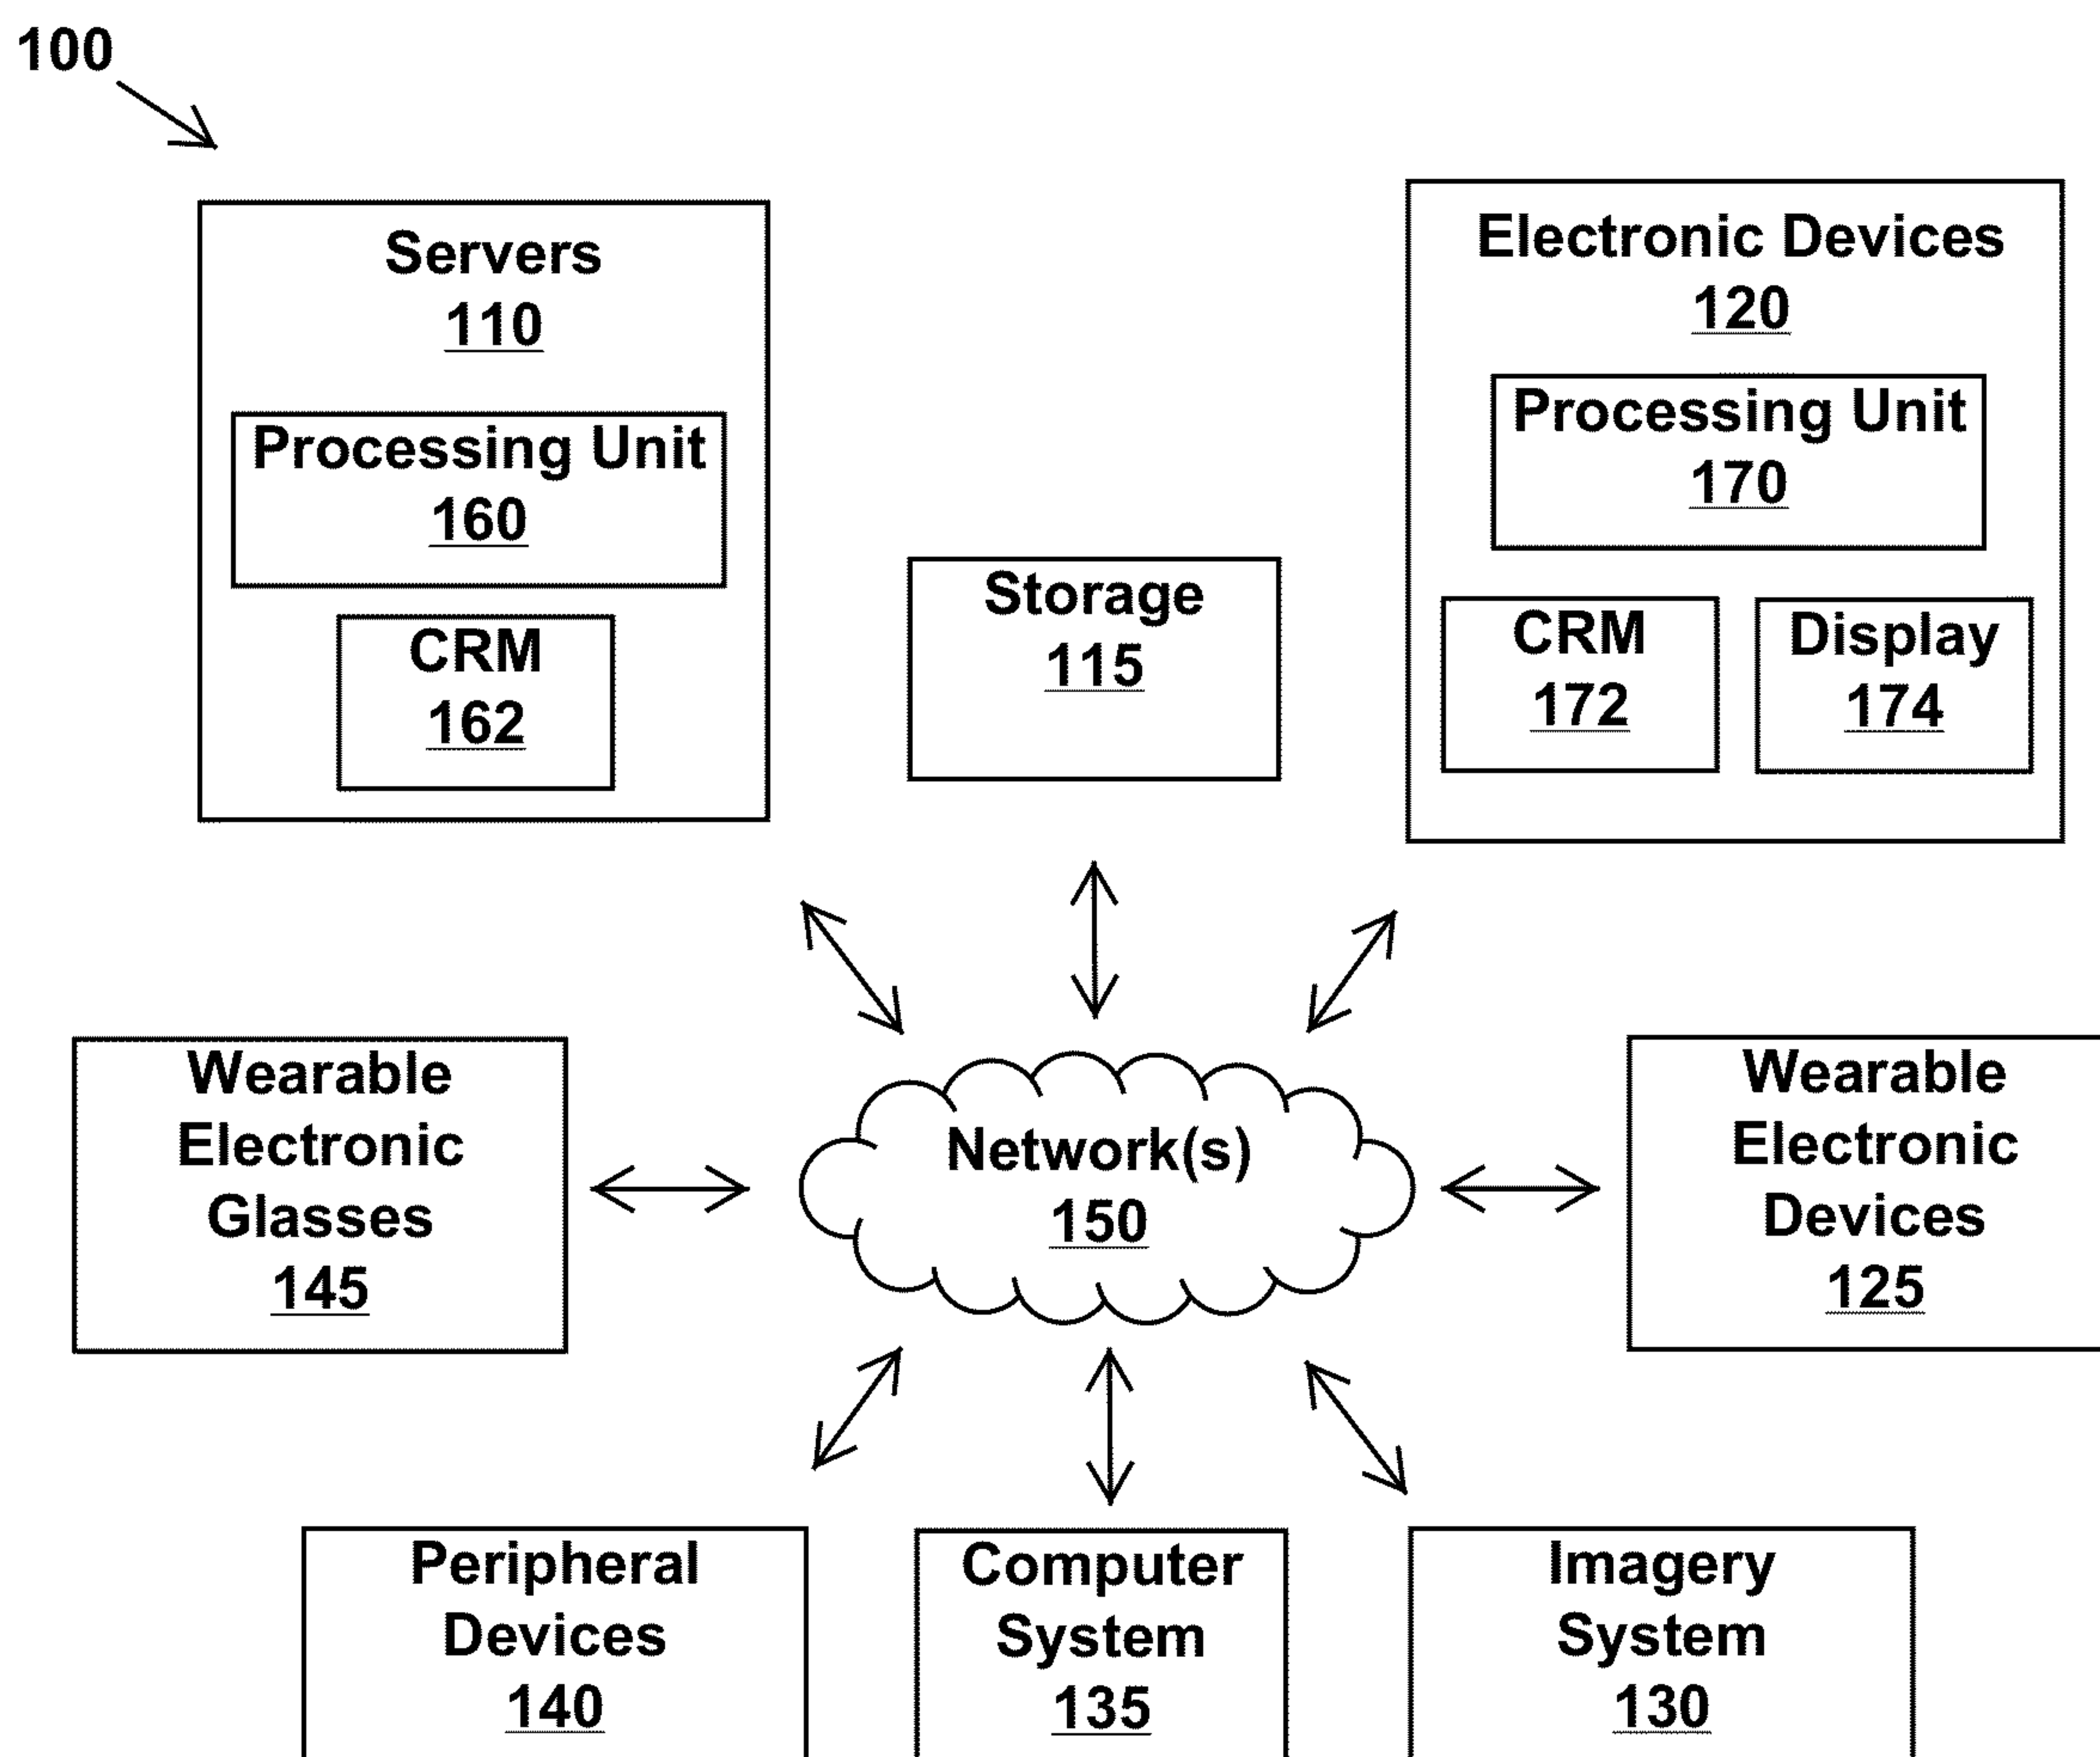 100
Servers
110
Processing Unit
160
CRM
162
Storage
115
Electronic Devices
120
Processing Unit
170
CRM
172
Display
174
Wearable
Electronic
Glasses
145
Network(s)
150
Wearable
Electronic
Devices
125
Peripheral
Devices
140
Computer
System
135
Imagery
System
130